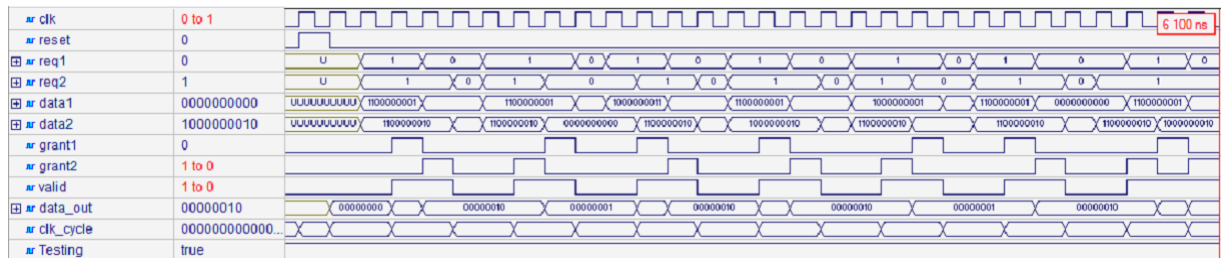 clk 0 to 1 6 100 ns
reset 0
req1 0 U 1 0 1 0 1 0 1 0 1 0 1 0 1 0
req2 1 U 1 0 1 0 1 0 1 0 1 0 1 0 1
data1 0000000000 UUUUUUUUUU 1100000001 1100000001 1000000011 1100000001 1000000001 1100000001 0000000000 1100000001
data2 1000000010 UUUUUUUUUU 1100000010 1100000010 0000000000 1100000010 1000000010 1100000010 1100000010 1100000010 1000000010
grant1 0
grant2 1 to 0
valid 1 to 0
data_out 00000010 00000000 00000010 00000001 00000010 00000010 00000001 00000010
clk_cycle 000000000000...
Testing true